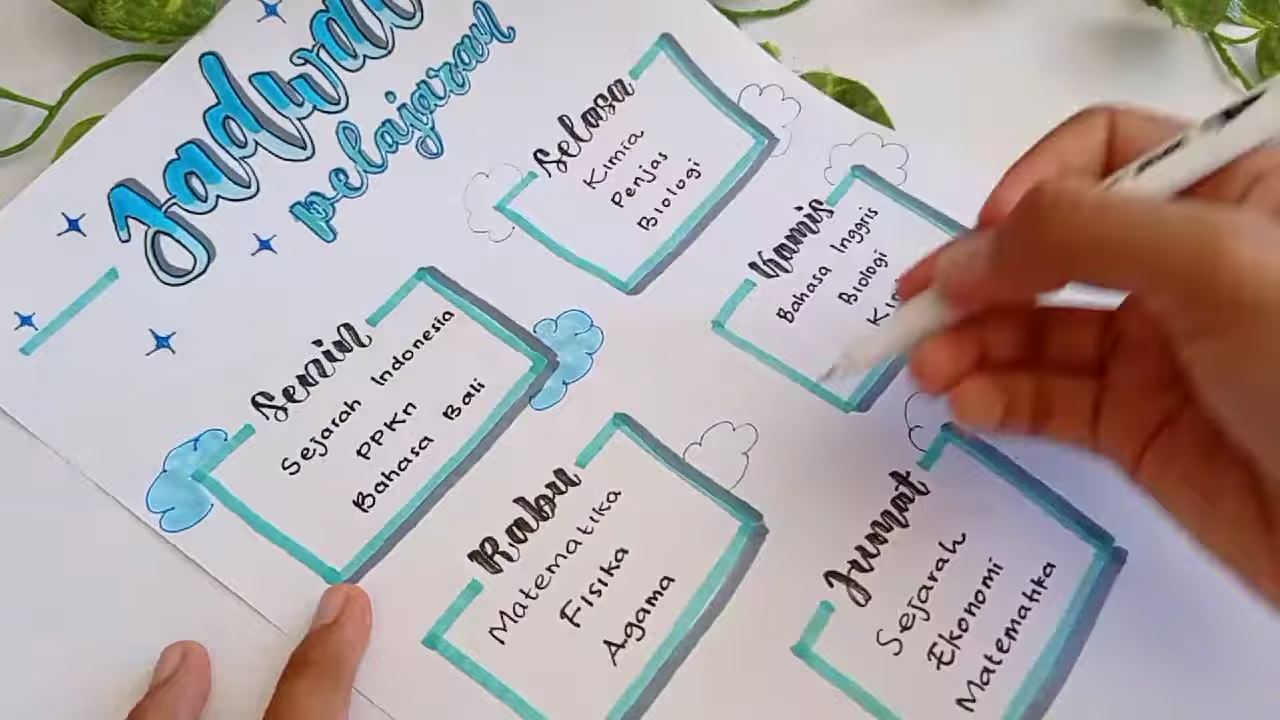 Jadwal
pelajaran
Senin
Sejarah Indonesia
PPKn
Bahasa Bali
Selasa
Kimia
Penjas
Biologi
Rabu
Matematika
Fisika
Agama
Kamis
Bahasa Inggris
Biologi
Jumat
Sejarah
Ekonomi
Matematika